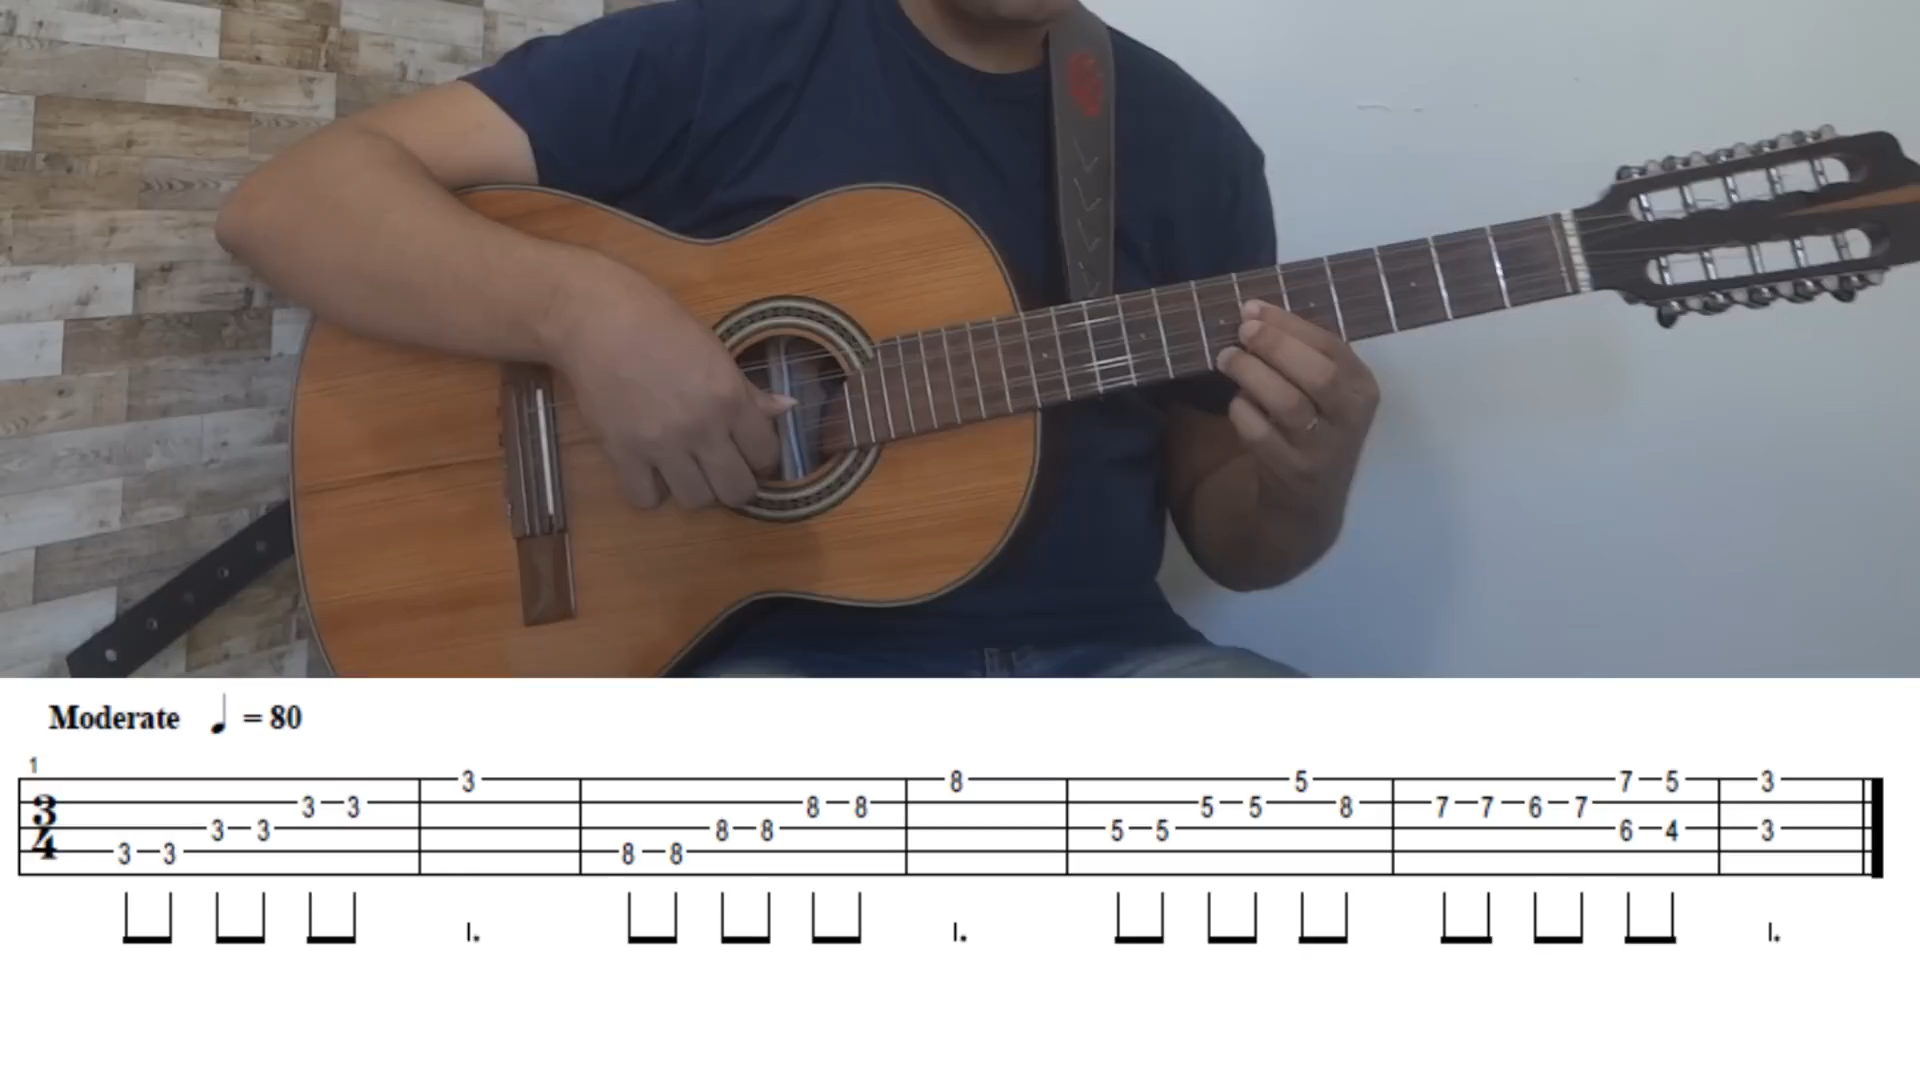 Moderate ♩ = 80
1
3 8 5 7 5 3
3 4
3 3 8 8 5 5 8 7 7 6 7
3 3 8 8 5 5 6 4 3
3 3 8 8